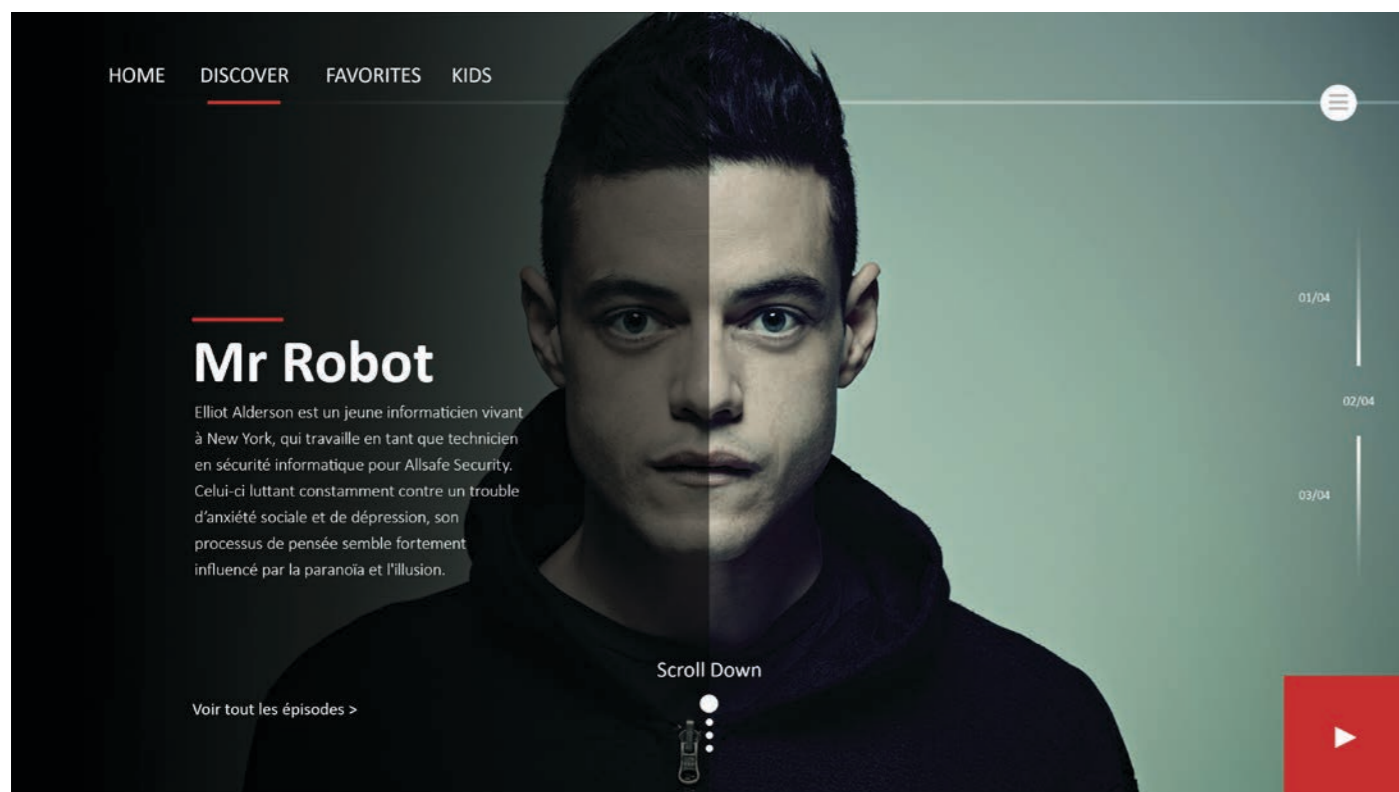 HOME DISCOVER FAVORITES KIDS
Mr Robot
Elliot Alderson est un jeune informaticien vivant
à New York, qui travaille en tant que technicien
en sécurité informatique pour Allsafe Security.
Celui-ci luttant constamment contre un trouble
d'anxiété sociale et de dépression, son
processus de pensée semble fortement
influencé par la paranoïa et l'illusion.
Voir tout les épisodes >
Scroll Down
01/04
02/04
03/04